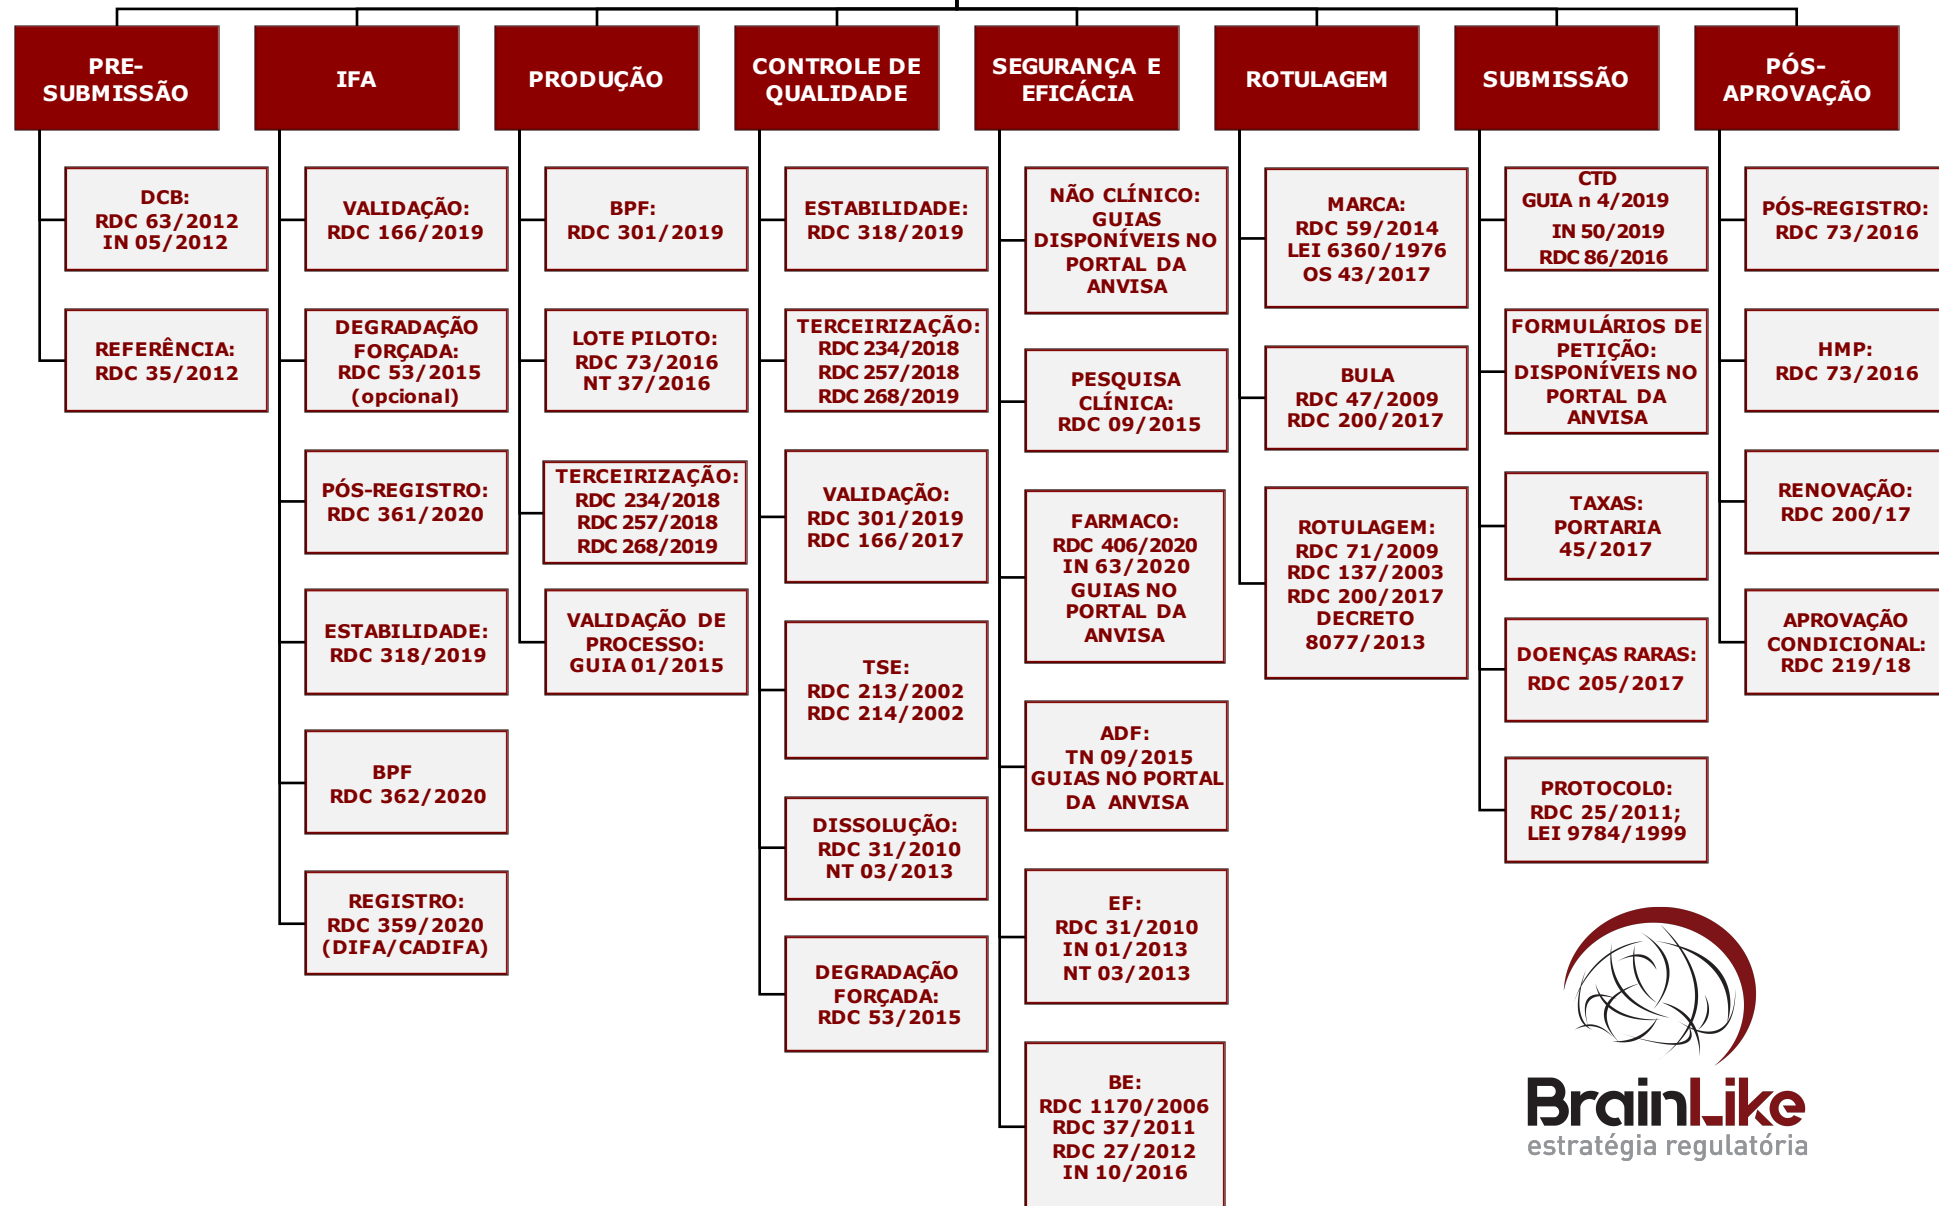 PRE-
SUBMISSÃO
IFA
PRODUÇÃO
CONTROLE DE
QUALIDADE
SEGURANÇA E
EFICÁCIA
ROTULAGEM
SUBMISSÃO
PÓS-
APROVAÇÃO
DCB:
RDC 63/2012
IN 05/2012
REFERÊNCIA:
RDC 35/2012
VALIDAÇÃO:
RDC 166/2019
DEGRADAÇÃO
FORÇADA:
RDC 53/2015
(opcional)
PÓS-REGISTRO:
RDC 361/2020
ESTABILIDADE:
RDC 318/2019
BPF
RDC 362/2020
REGISTRO:
RDC 359/2020
(DIFA/CADIFA)
BPF:
RDC 301/2019
LOTE PILOTO:
RDC 73/2016
NT 37/2016
TERCEIRIZAÇÃO:
RDC 234/2018
RDC 257/2018
RDC 268/2019
VALIDAÇÃO DE
PROCESSO:
GUIA 01/2015
ESTABILIDADE:
RDC 318/2019
TERCEIRIZAÇÃO:
RDC 234/2018
RDC 257/2018
RDC 268/2019
VALIDAÇÃO:
RDC 301/2019
RDC 166/2017
TSE:
RDC 213/2002
RDC 214/2002
DISSOLUÇÃO:
RDC 31/2010
NT 03/2013
DEGRADAÇÃO
FORÇADA:
RDC 53/2015
NÃO CLÍNICO:
GUIAS
DISPONÍVEIS NO
PORTAL DA
ANVISA
PESQUISA
CLÍNICA:
RDC 09/2015
FARMACO:
RDC 406/2020
IN 63/2020
GUIAS NO
PORTAL DA
ANVISA
ADF:
TN 09/2015
GUIAS NO PORTAL
DA ANVISA
EF:
RDC 31/2010
IN 01/2013
NT 03/2013
BE:
RDC 1170/2006
RDC 37/2011
RDC 27/2012
IN 10/2016
MARCA:
RDC 59/2014
LEI 6360/1976
OS 43/2017
BULA
RDC 47/2009
RDC 200/2017
ROTULAGEM:
RDC 71/2009
RDC 137/2003
RDC 200/2017
DECRETO
8077/2013
CTD
GUIA n 4/2019
IN 50/2019
RDC 86/2016
FORMULÁRIOS DE
PETIÇÃO:
DISPONÍVEIS NO
PORTAL DA
ANVISA
TAXAS:
PORTARIA
45/2017
DOENÇAS RARAS:
RDC 205/2017
PROTOCOL0:
RDC 25/2011;
LEI 9784/1999
PÓS-REGISTRO:
RDC 73/2016
HMP:
RDC 73/2016
RENOVAÇÃO:
RDC 200/17
APROVAÇÃO
CONDICIONAL:
RDC 219/18
BrainLike
estratégia regulatória